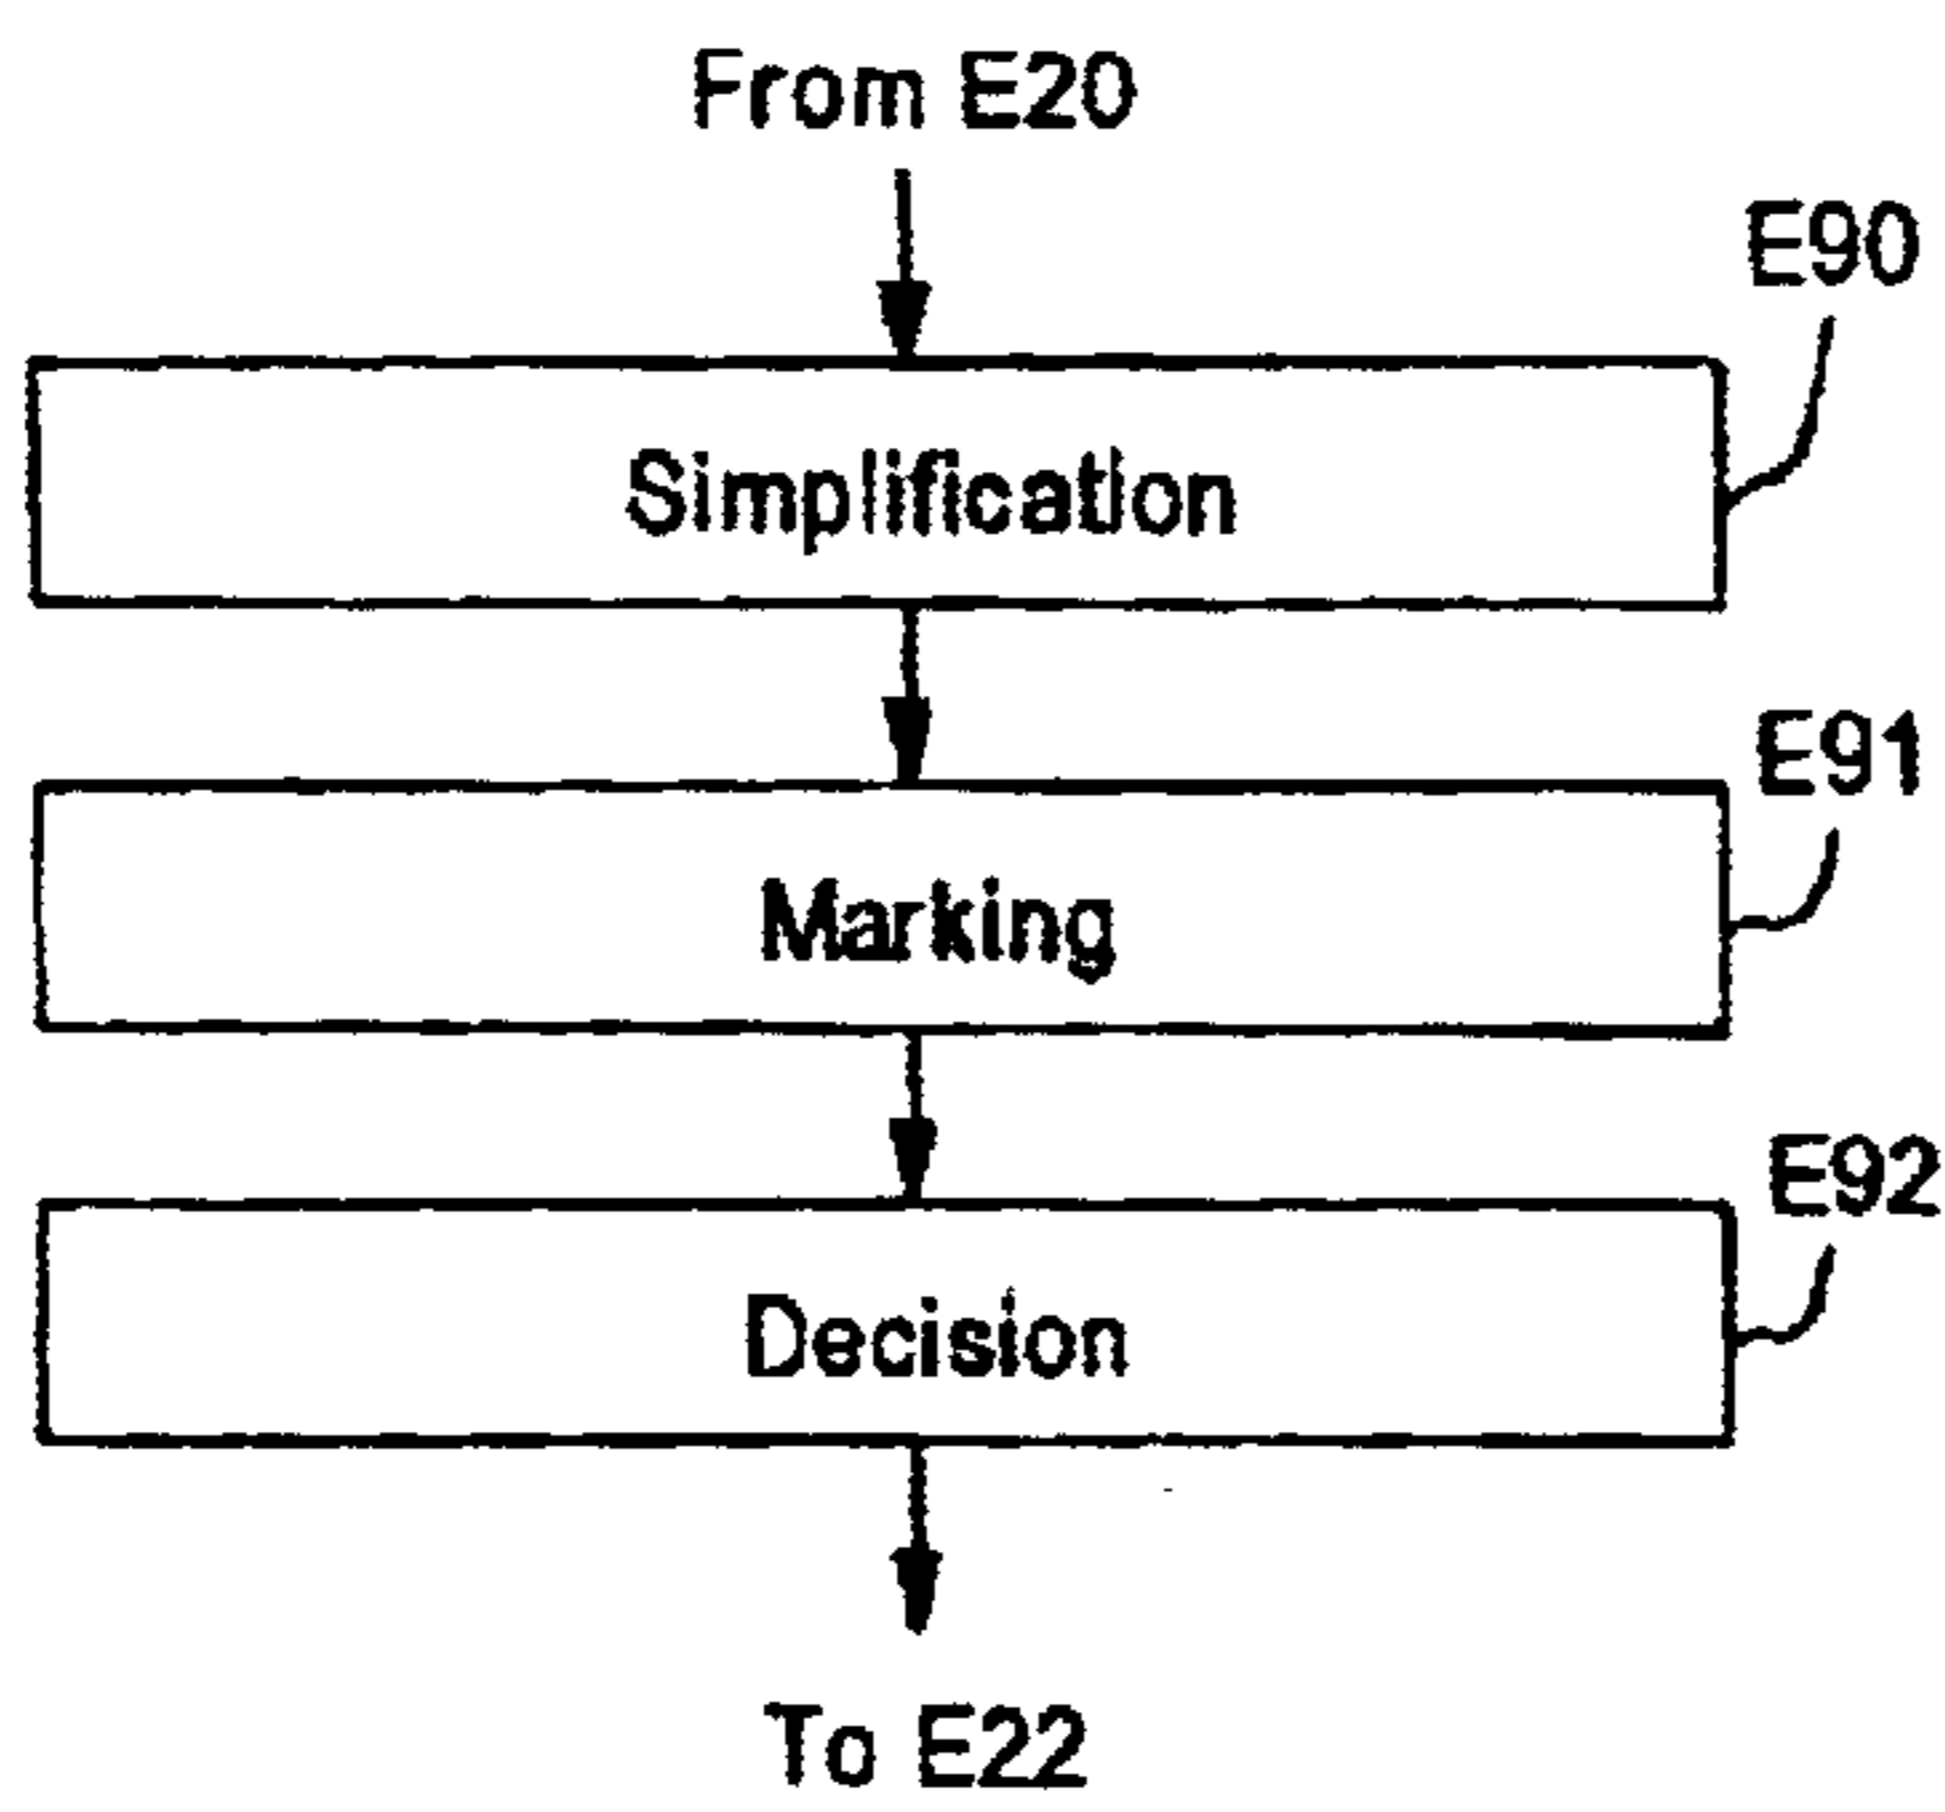 From E20
E90
Simplification
E91
Marking
E92
Decision
To E22